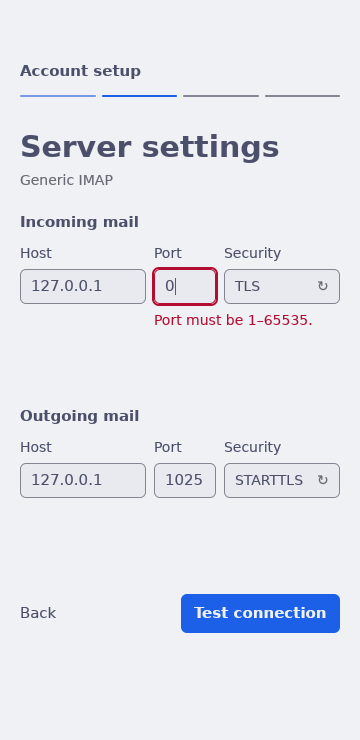 Account setup
Server settings
Generic IMAP
Incoming mail
Host Port Security
127.0.0.1 0 TLS ↻
Port must be 1–65535.
Outgoing mail
Host Port Security
127.0.0.1 1025 STARTTLS ↻
Back Test connection